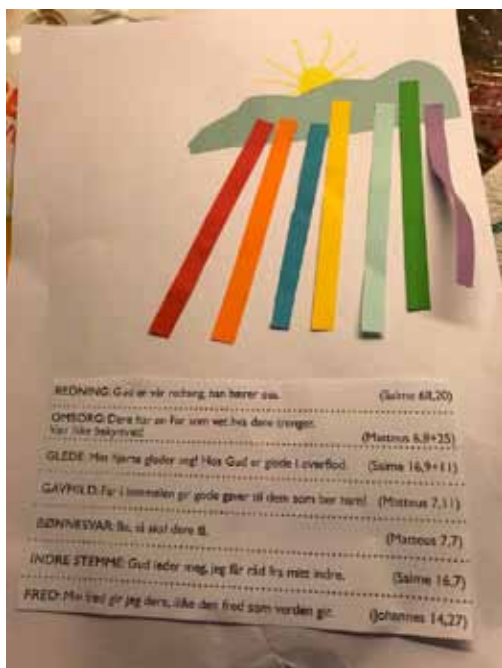 REDNING: Gud er vår redning, han bærer oss. (Salme 68,20)
OMSORG: Dere har en Far som vet hva dere trenger.
Vær ikke bekymret! (Matteus 6,8+25)
GLEDE: Mitt hjerte gleder seg! Hos Gud er glede i overflod. (Salme 16,9+11)
GAVMILD: Far i himmelen gir gode gaver til dem som ber ham! (Matteus 7,11)
BØNNESVAR: Be, så skal dere få. (Matteus 7,7)
INDRE STEMME: Gud leder meg, jeg får råd fra mitt indre. (Salme 16,7)
FRED: Min fred gir jeg dere, ikke den fred som verden gir. (Johannes 14,27)